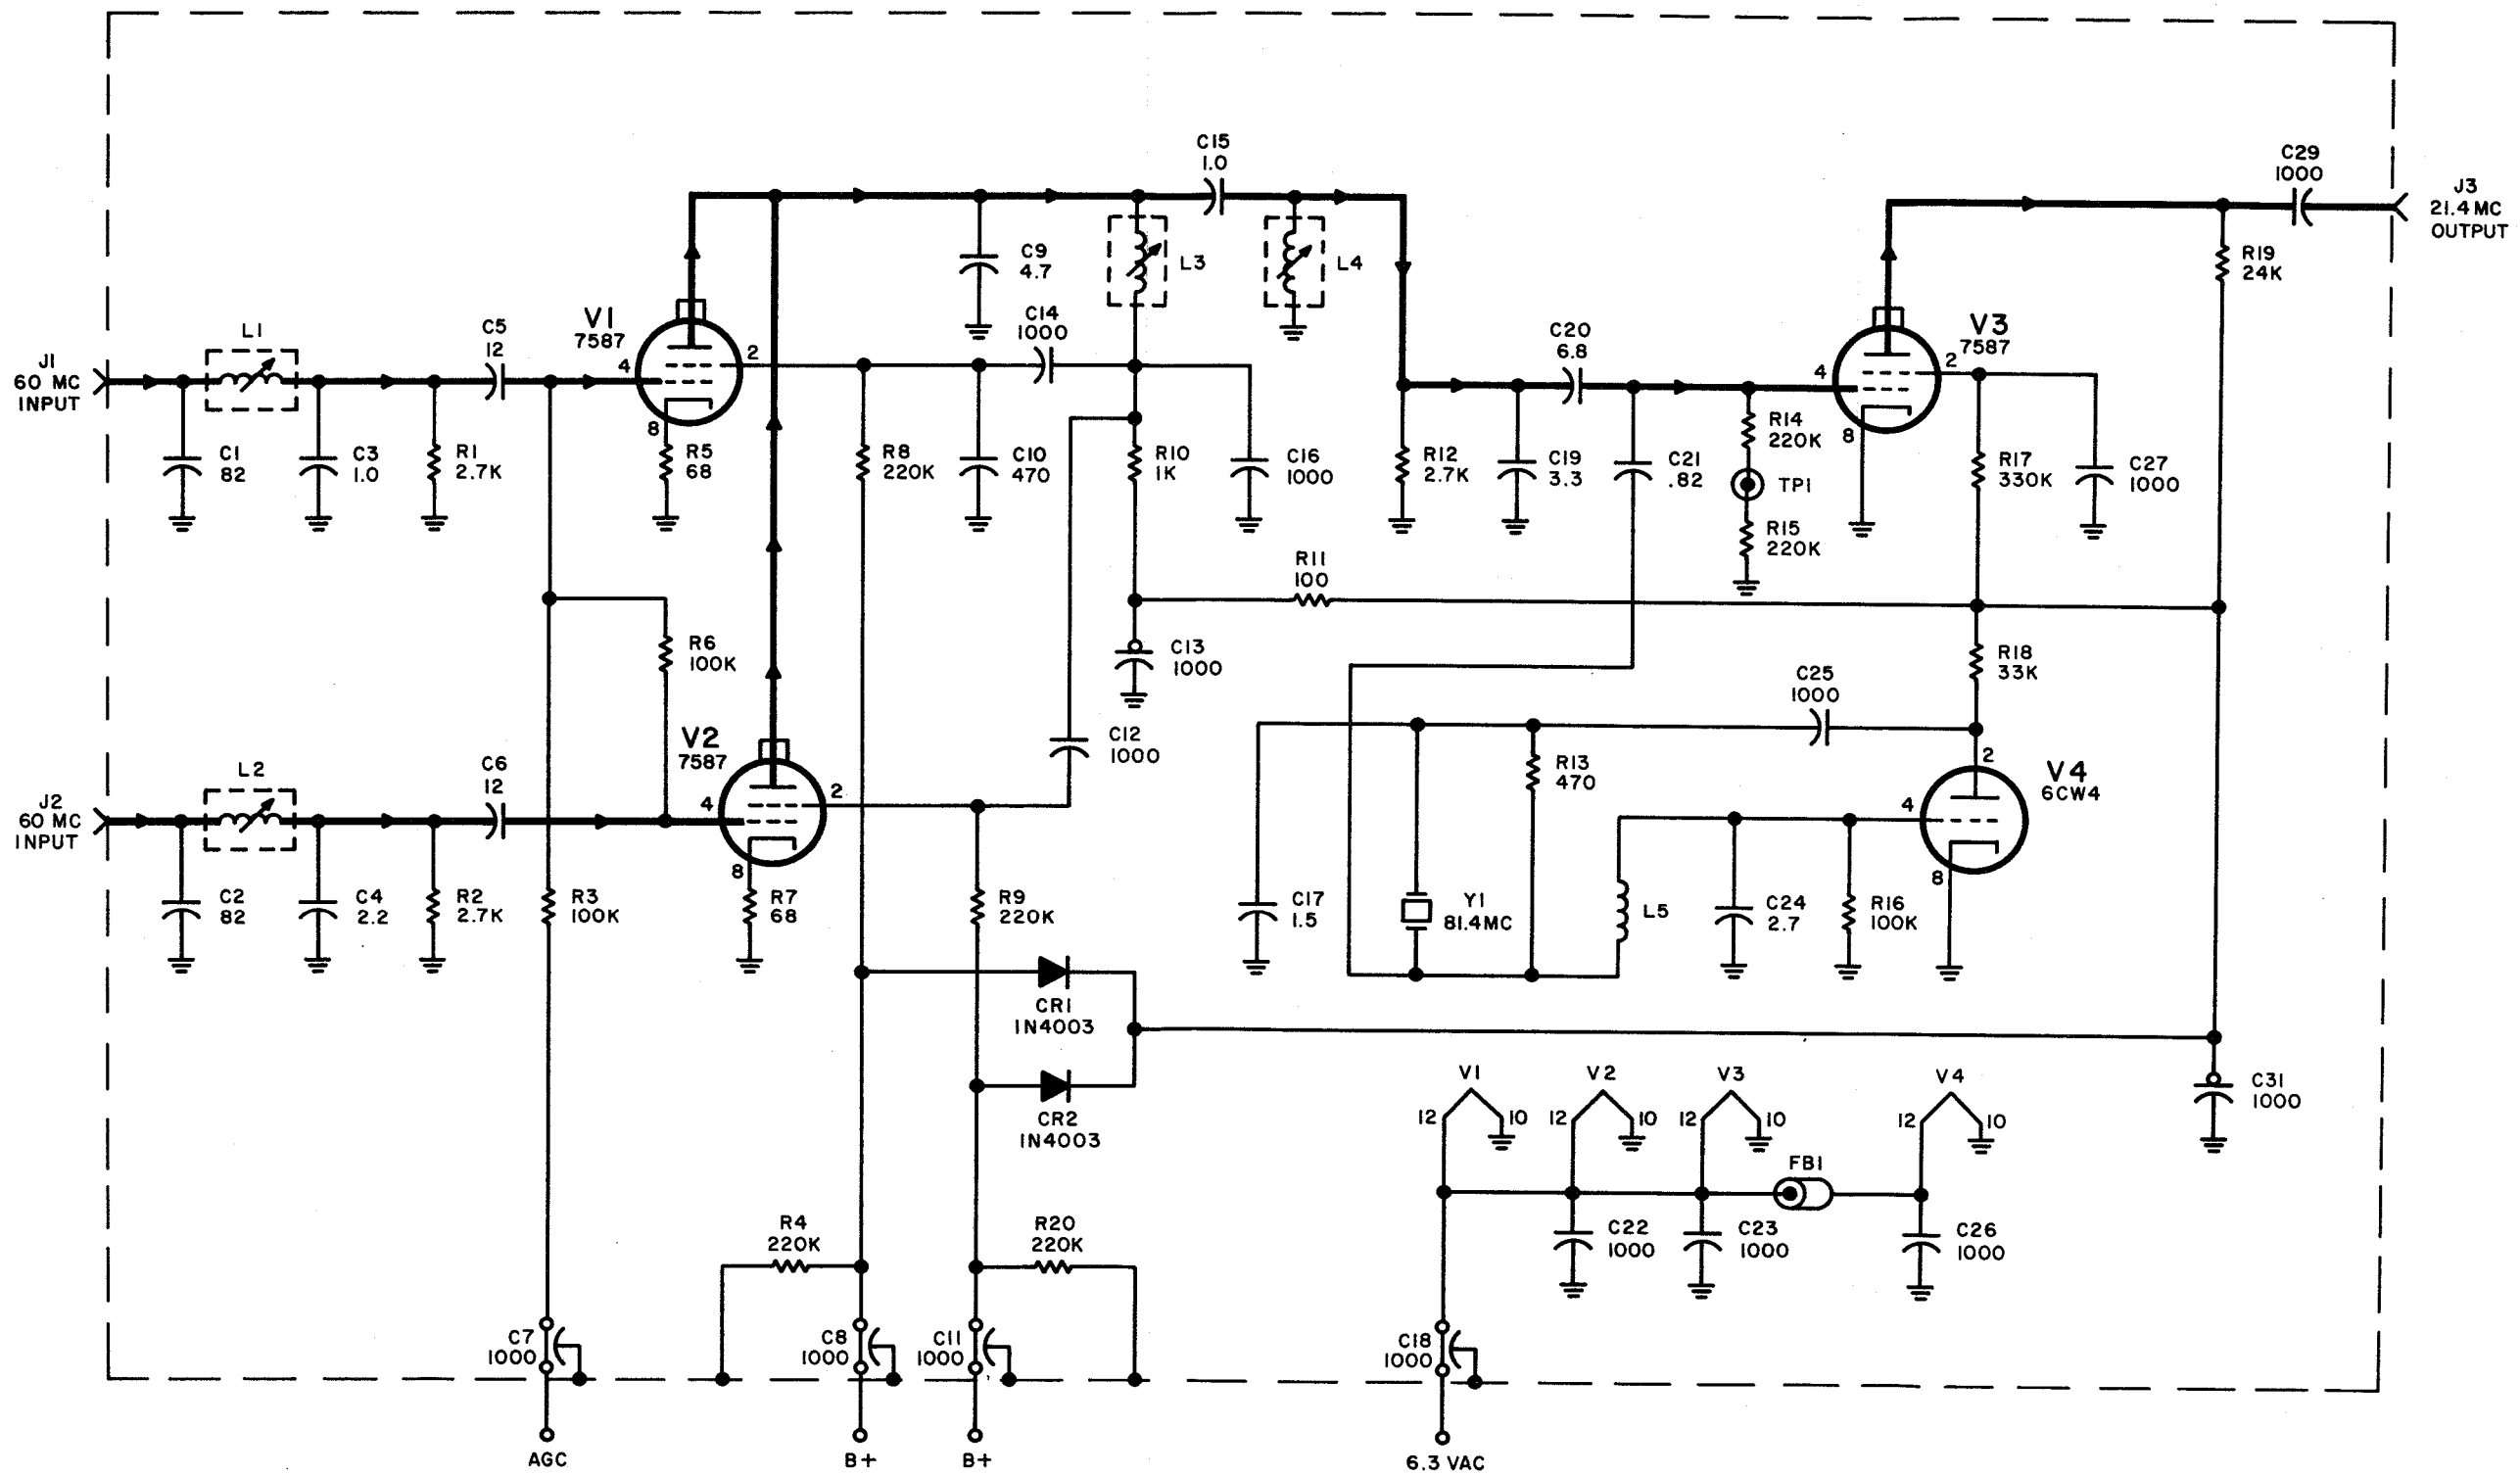 C15
1.0
C29
1000
J3
21.4 MC
OUTPUT
R19
24K
C9
4.7
L3
L4
C14
1000
V1
7587
2
4
8
L1
C5
12
J1
60 MC
INPUT
C20
6.8
V3
7587
2
4
8
C1
82
C3
1.0
R1
2.7K
R5
68
R8
220K
C10
470
R10
1K
C16
1000
R12
2.7K
C19
3.3
C21
.82
R14
220K
TP1
R15
220K
R17
330K
C27
1000
R11
100
R6
100K
C13
1000
R18
33K
C25
1000
V2
7587
2
4
8
C12
1000
R13
470
2
V4
6CW4
4
8
L2
C6
12
J2
60 MC
INPUT
C2
82
C4
2.2
R2
2.7K
R3
100K
R7
68
R9
220K
C17
1.5
Y1
81.4MC
L5
C24
2.7
R16
100K
CR1
1N4003
CR2
1N4003
V1
12
10
V2
12
10
V3
12
10
V4
12
10
C31
1000
FB1
R4
220K
R20
220K
C22
1000
C23
1000
C26
1000
C7
1000
C8
1000
C11
1000
C18
1000
AGC
B+
B+
6.3 VAC